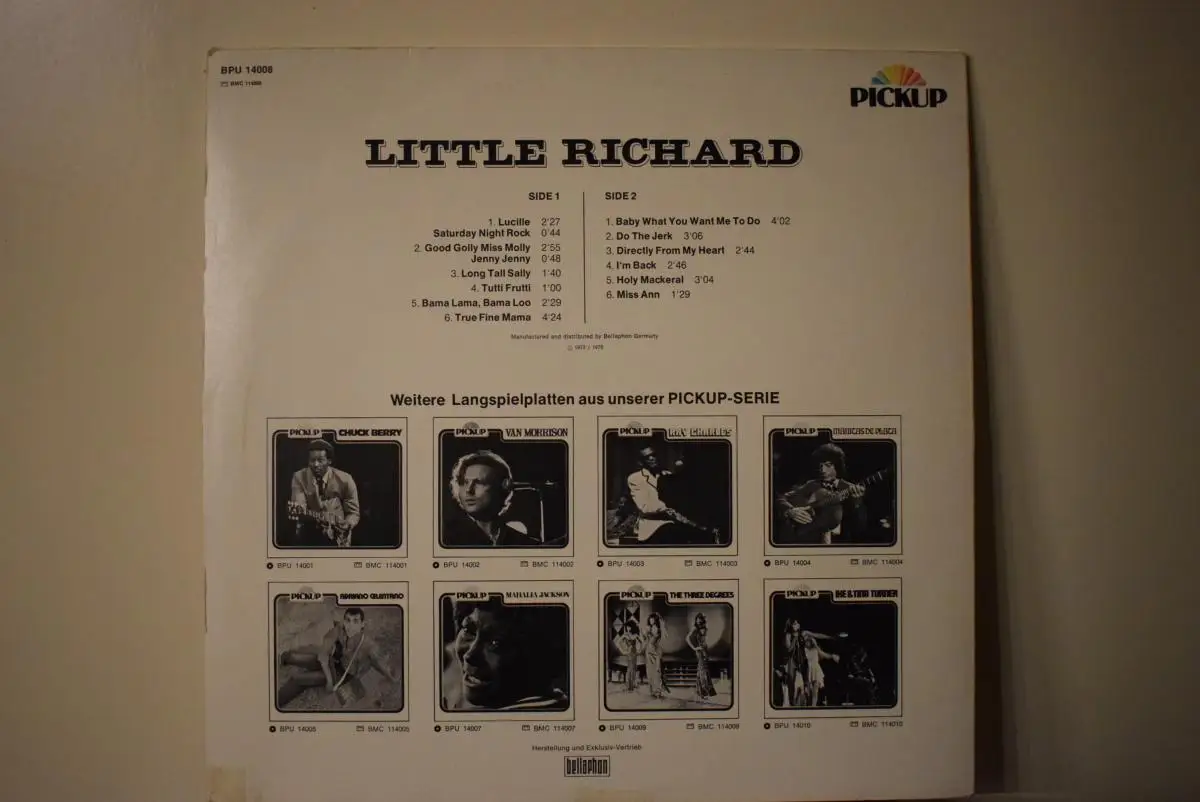 BPU 14006
BMC 114006
PICKUP
LITTLE RICHARD
SIDE 1
1. Lucille 2'27
Saturday Night Rock 0'44
2. Good Golly Miss Molly 2'55
Jenny Jenny 0'48
3. Long Tall Sally 1'40
4. Tutti Frutti 1'00
5. Bama Lama, Bama Loo 2'29
6. True Fine Mama 4'24
SIDE 2
1. Baby What You Want Me To Do 4'02
2. Do The Jerk 3'06
3. Directly From My Heart 2'44
4. I'm Back 2'46
5. Holy Mackeral 3'04
6. Miss Ann 1'29
Manufactured and distributed by Bellaphon Germany
Weitere Langspielplatten aus unserer PICKUP-SERIE
PICKUP CHUCK BERRY
BPU 14001 BMC 114001
PICKUP VAN MORRISON
BPU 14002 BMC 114002
PICKUP RAY CHARLES
BPU 14003 BMC 114003
PICKUP MANITAS DE PLATA
BPU 14004 BMC 114004
PICKUP ADRIANO CELENTANO
BPU 14005 BMC 114005
PICKUP MAHALIA JACKSON
BPU 14007 BMC 114007
PICKUP THE THREE DEGREES
BPU 14009 BMC 114009
PICKUP IKE & TINA TURNER
BPU 14010 BMC 114010
Herstellung und Exklusiv-Vertrieb
bellaphon